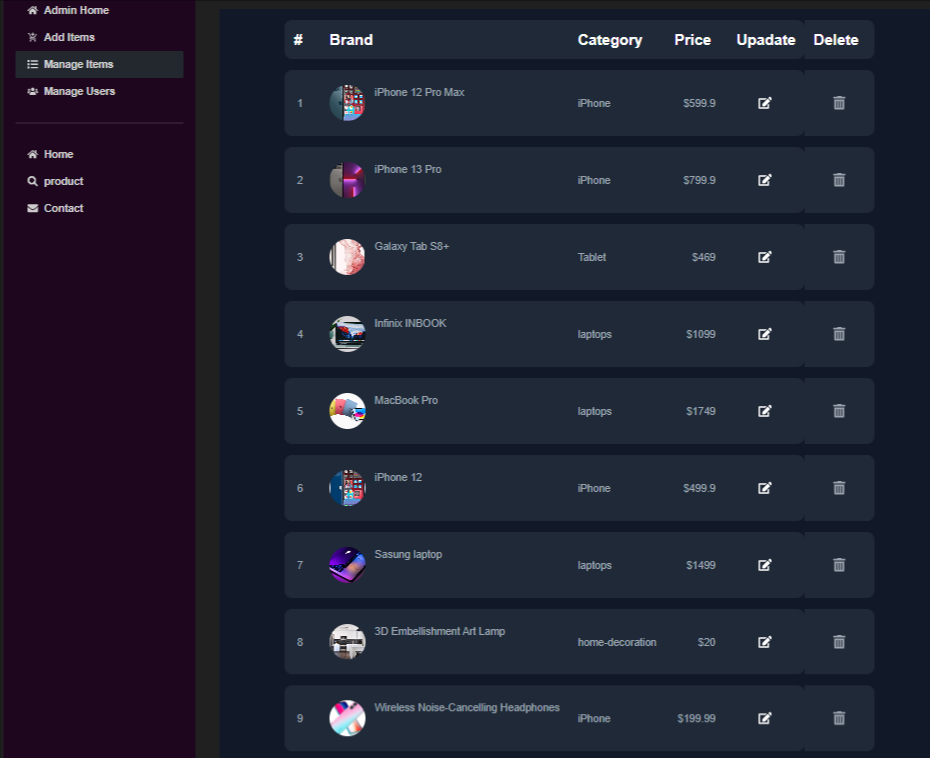 Admin Home
Add Items
Manage Items
Manage Users
Home
product
Contact
# Brand Category Price Upadate Delete
1 iPhone 12 Pro Max iPhone $599.9
2 iPhone 13 Pro iPhone $799.9
3 Galaxy Tab S8+ Tablet $469
4 Infinix INBOOK laptops $1099
5 MacBook Pro laptops $1749
6 iPhone 12 iPhone $499.9
7 Sasung laptop laptops $1499
8 3D Embellishment Art Lamp home-decoration $20
9 Wireless Noise-Cancelling Headphones iPhone $199.99